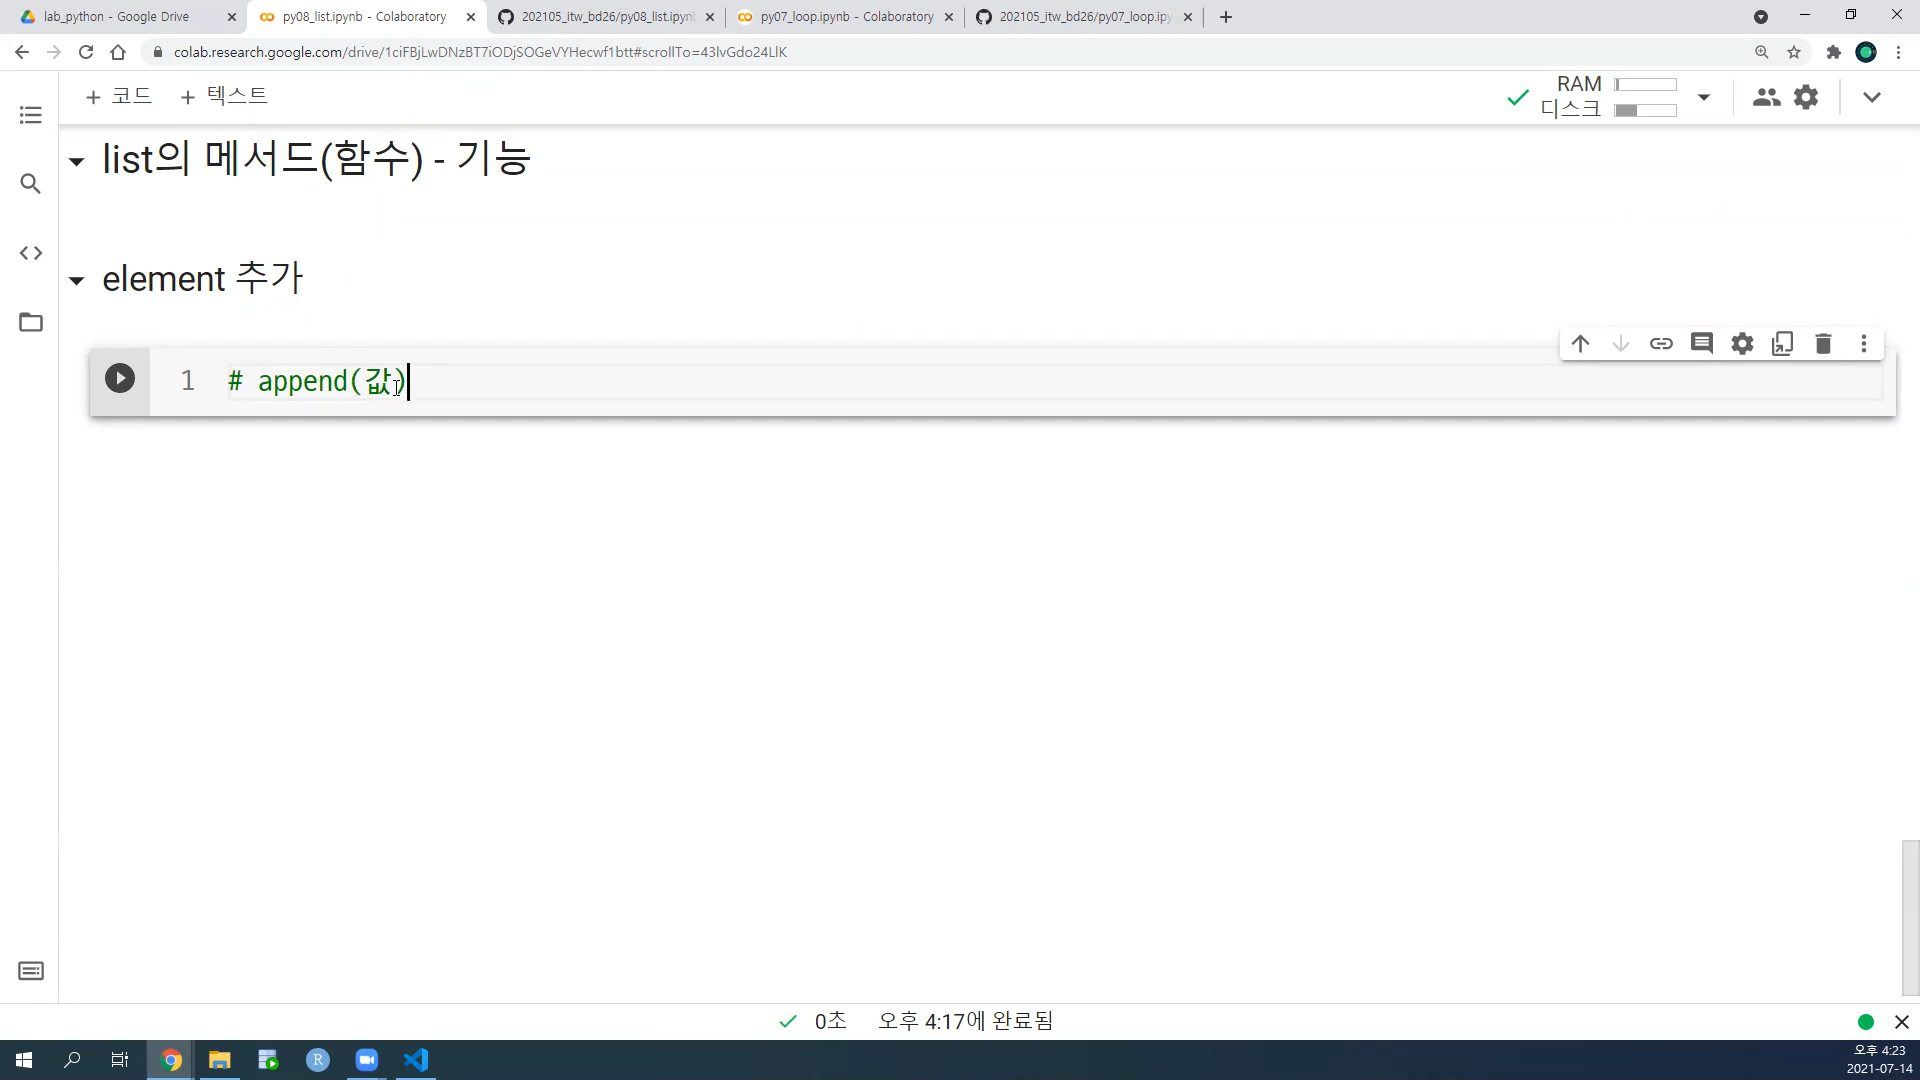 lab_python - Google Drive
py08_list.ipynb - Colaboratory
202105_itw_bd26/py08_list.ipyn
py07_loop.ipynb - Colaboratory
202105_itw_bd26/py07_loop.ipy
colab.research.google.com/drive/1ciFBjLwDNzBT7iODjSOGeVYHecwf1btt#scrollTo=43lvGdo24LlK
+ 코드
+ 텍스트
RAM
디스크
list의 메서드(함수) - 기능
element 추가
1 # append(값)
0초 오후 4:17에 완료됨
오후 4:23
2021-07-14